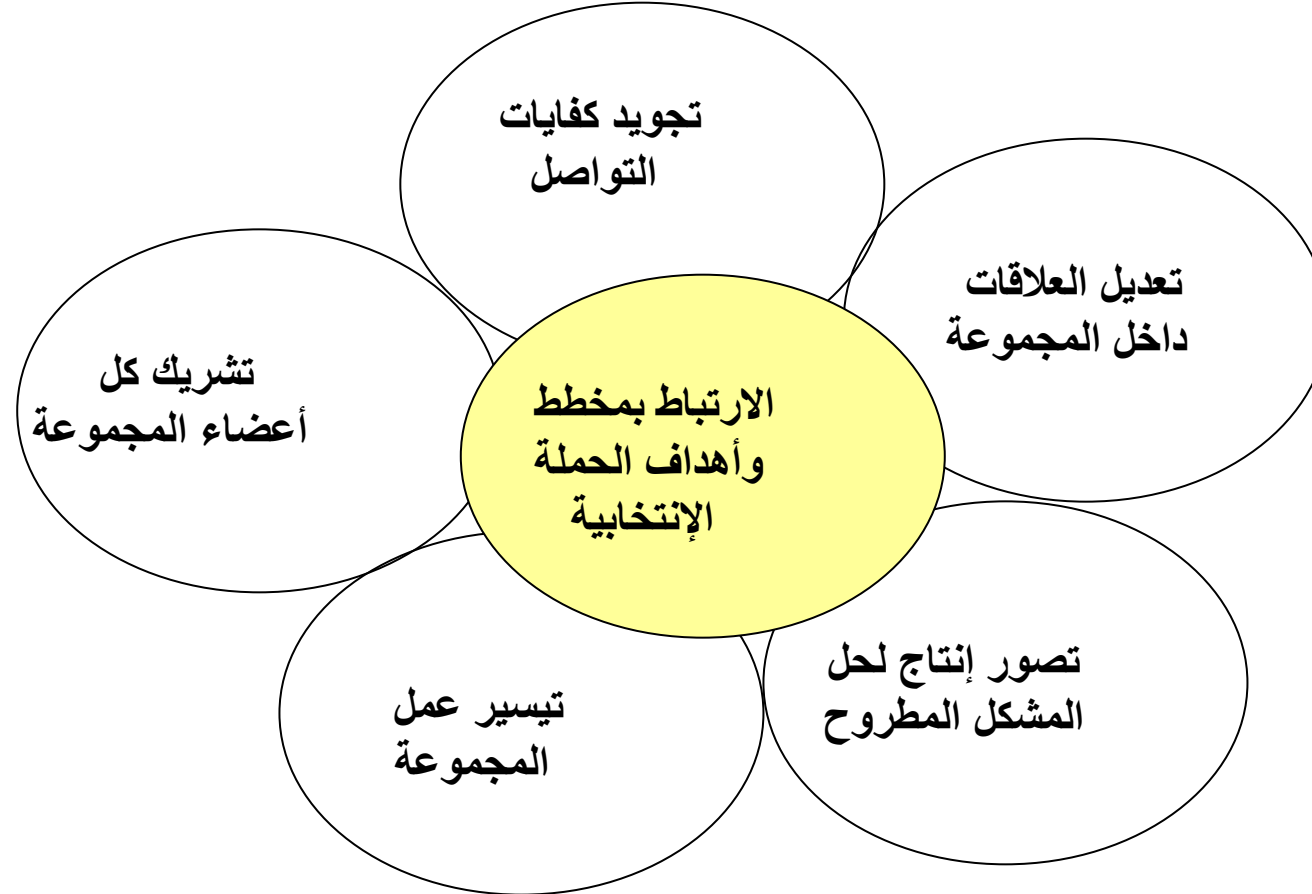 تجويد كفايات
التواصل
تعديل العلاقات
داخل المجموعة
تشريك كل
أعضاء المجموعة
الارتباط بمخطط
وأهداف الحملة
الإنتخابية
تصور إنتاج لحل
المشكل المطروح
تيسير عمل
المجموعة